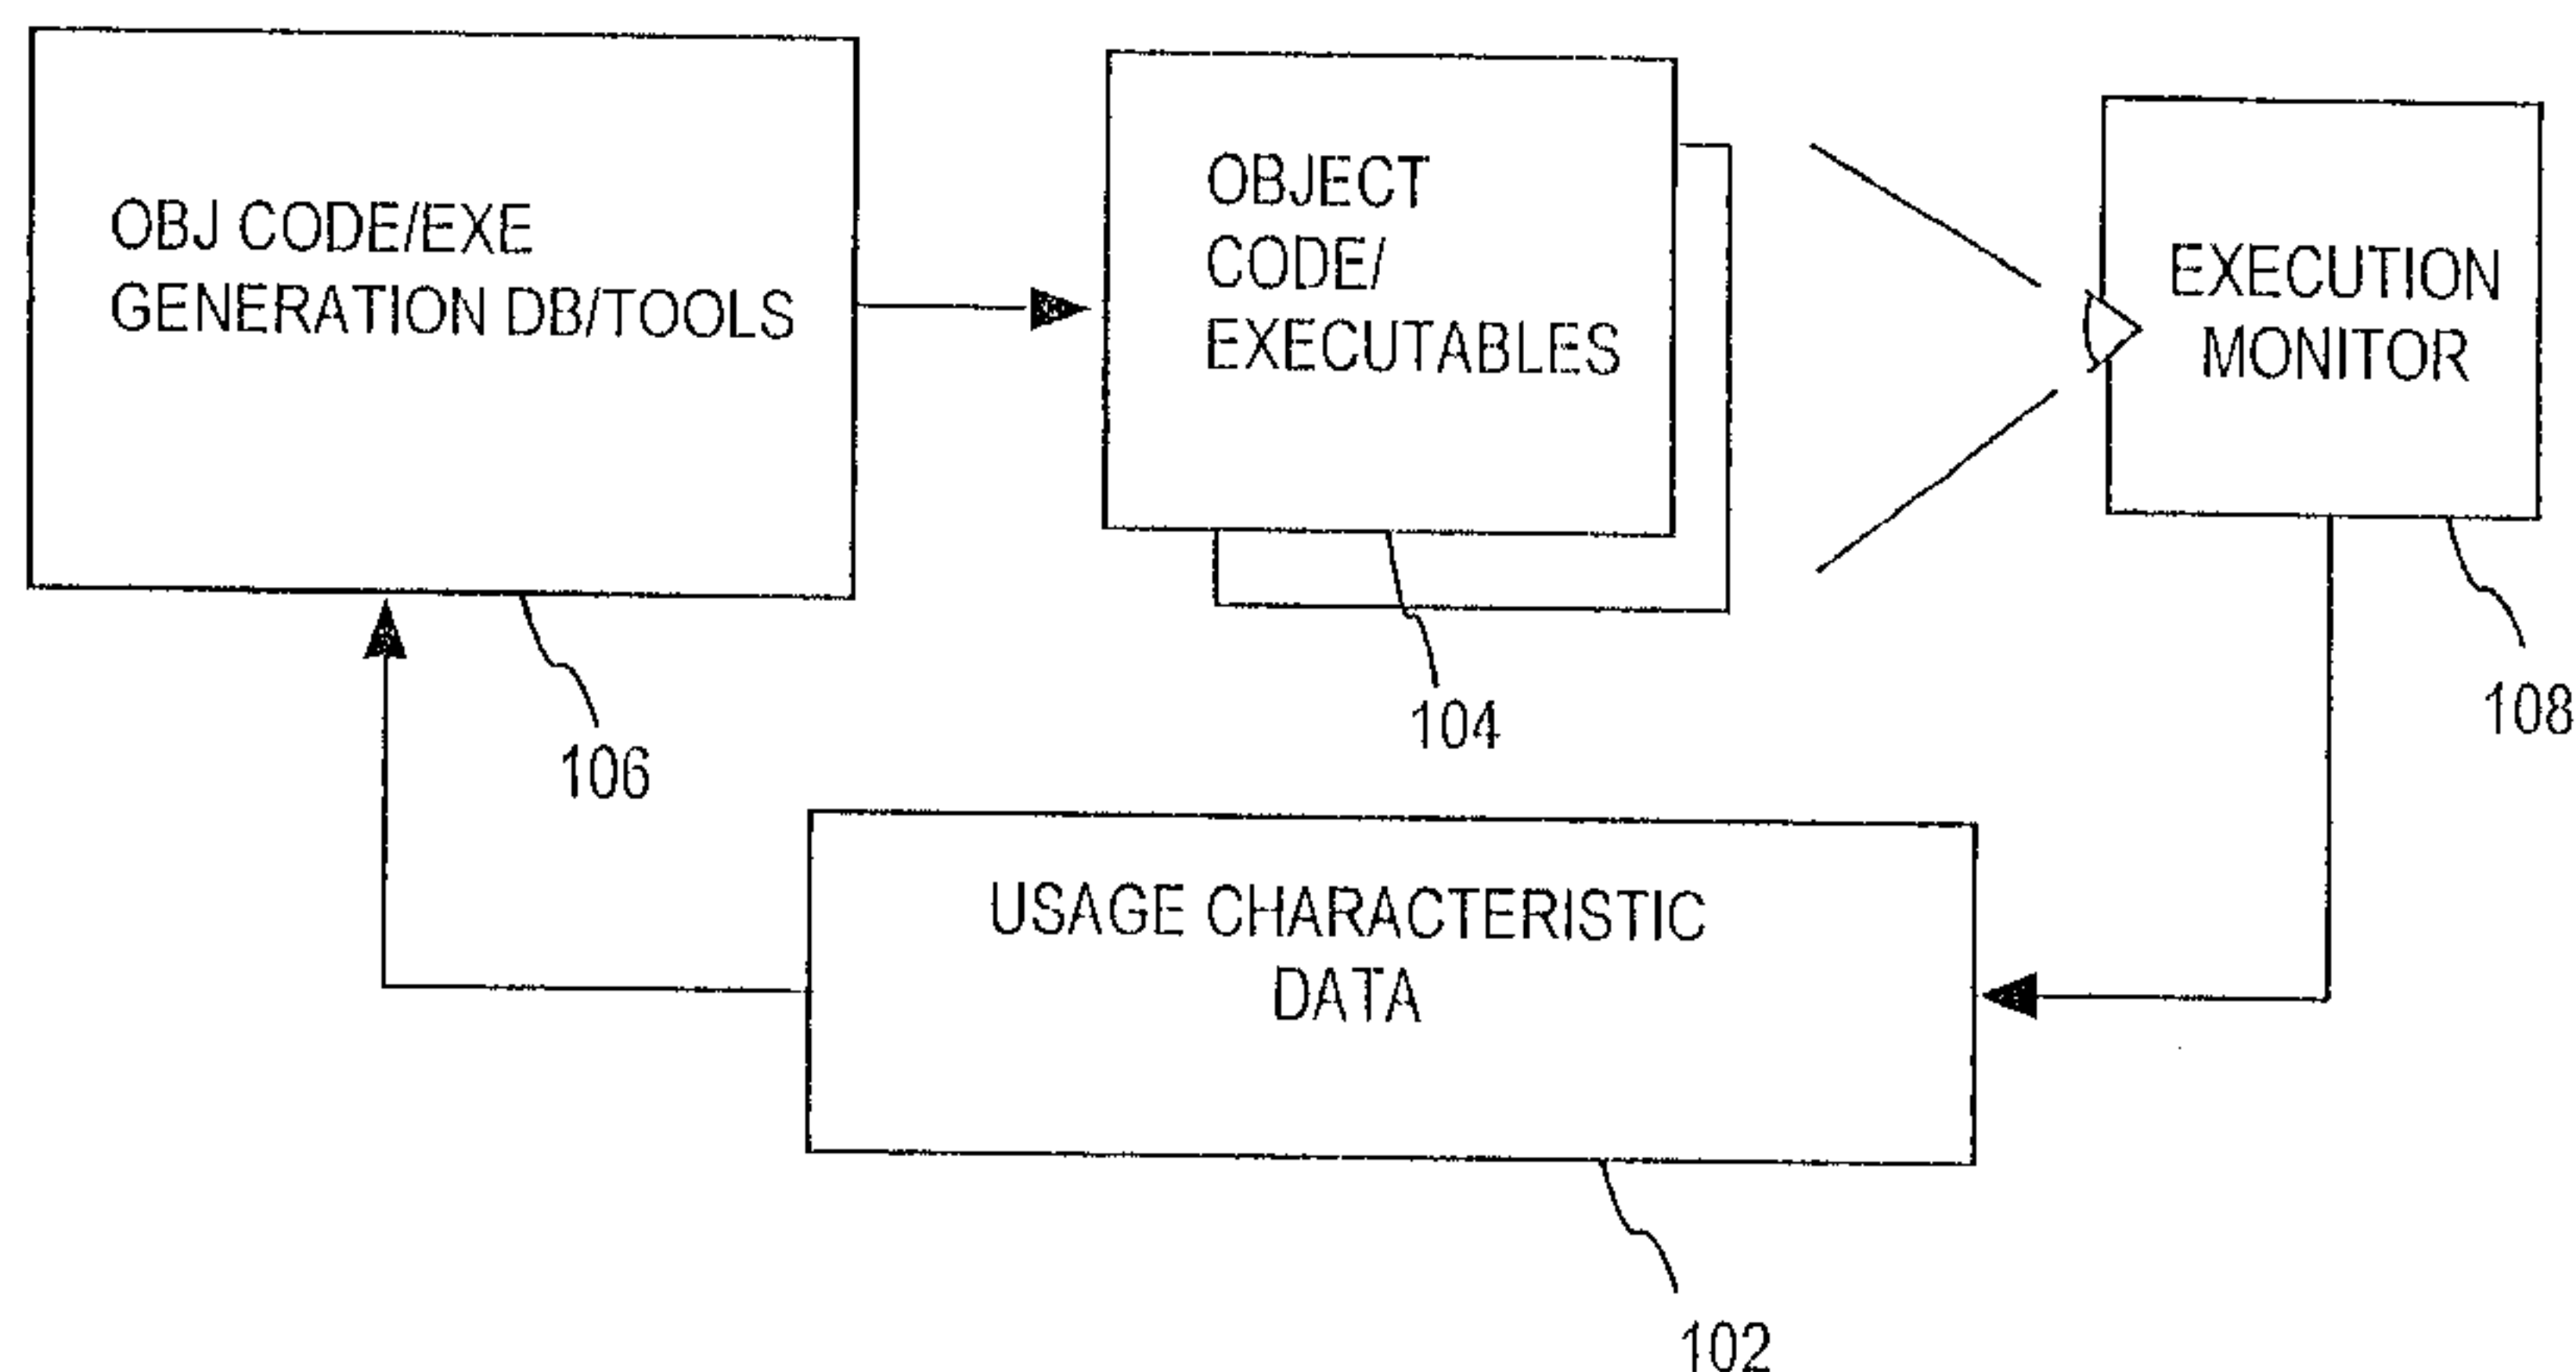 OBJ CODE/EXE
GENERATION DB/TOOLS
106
OBJECT
CODE/
EXECUTABLES
104
EXECUTION
MONITOR
108
USAGE CHARACTERISTIC
DATA
102